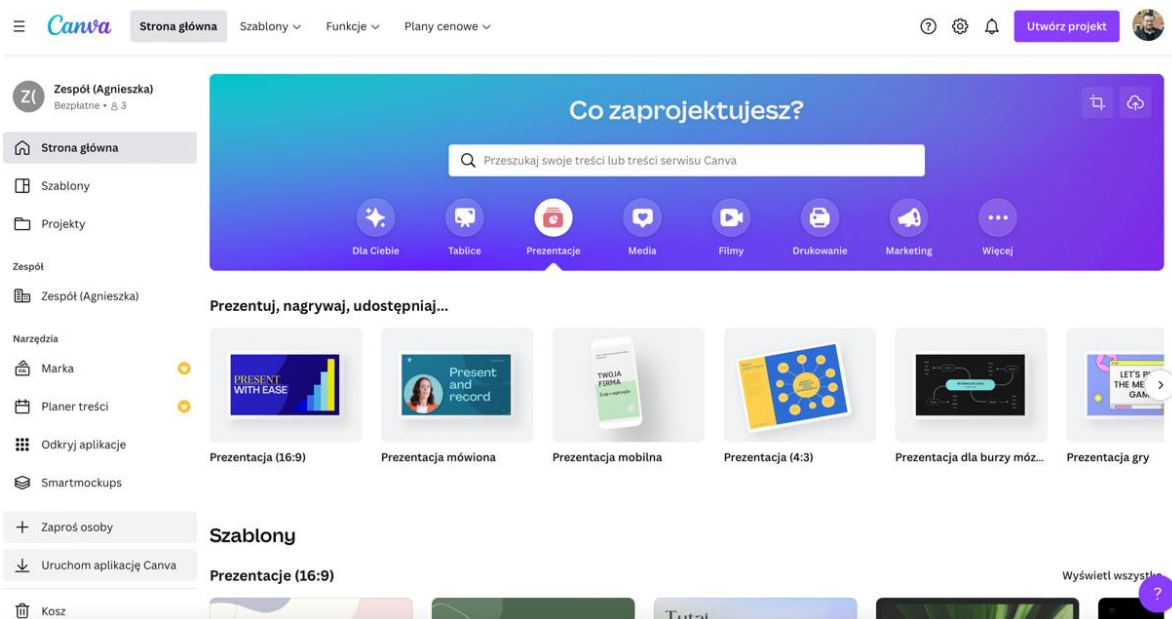 Canva
Strona główna
Szablony
Funkcje
Plany cenowe
Utwórz projekt
Z(
Zespół (Agnieszka)
Bezpłatne • 3
Strona główna
Szablony
Projekty
Zespół
Zespół (Agnieszka)
Narzędzia
Marka
Planer treści
Odkryj aplikacje
Smartmockups
Zaproś osoby
Uruchom aplikację Canva
Kosz
Co zaprojektujesz?
Przeszukaj swoje treści lub treści serwisu Canva
Dla Ciebie
Tablice
Prezentacje
Media
Filmy
Drukowanie
Marketing
Więcej
Prezentuj, nagrywaj, udostępniaj...
PRESENT
WITH EASE
Present
and
record
TWOJA
FIRMA
LET'S
THE
Prezentacja (16:9)
Prezentacja mówiona
Prezentacja mobilna
Prezentacja (4:3)
Prezentacja dla burzy móz...
Prezentacja gry
Szablony
Prezentacje (16:9)
Wyświetl
?
Tutaj